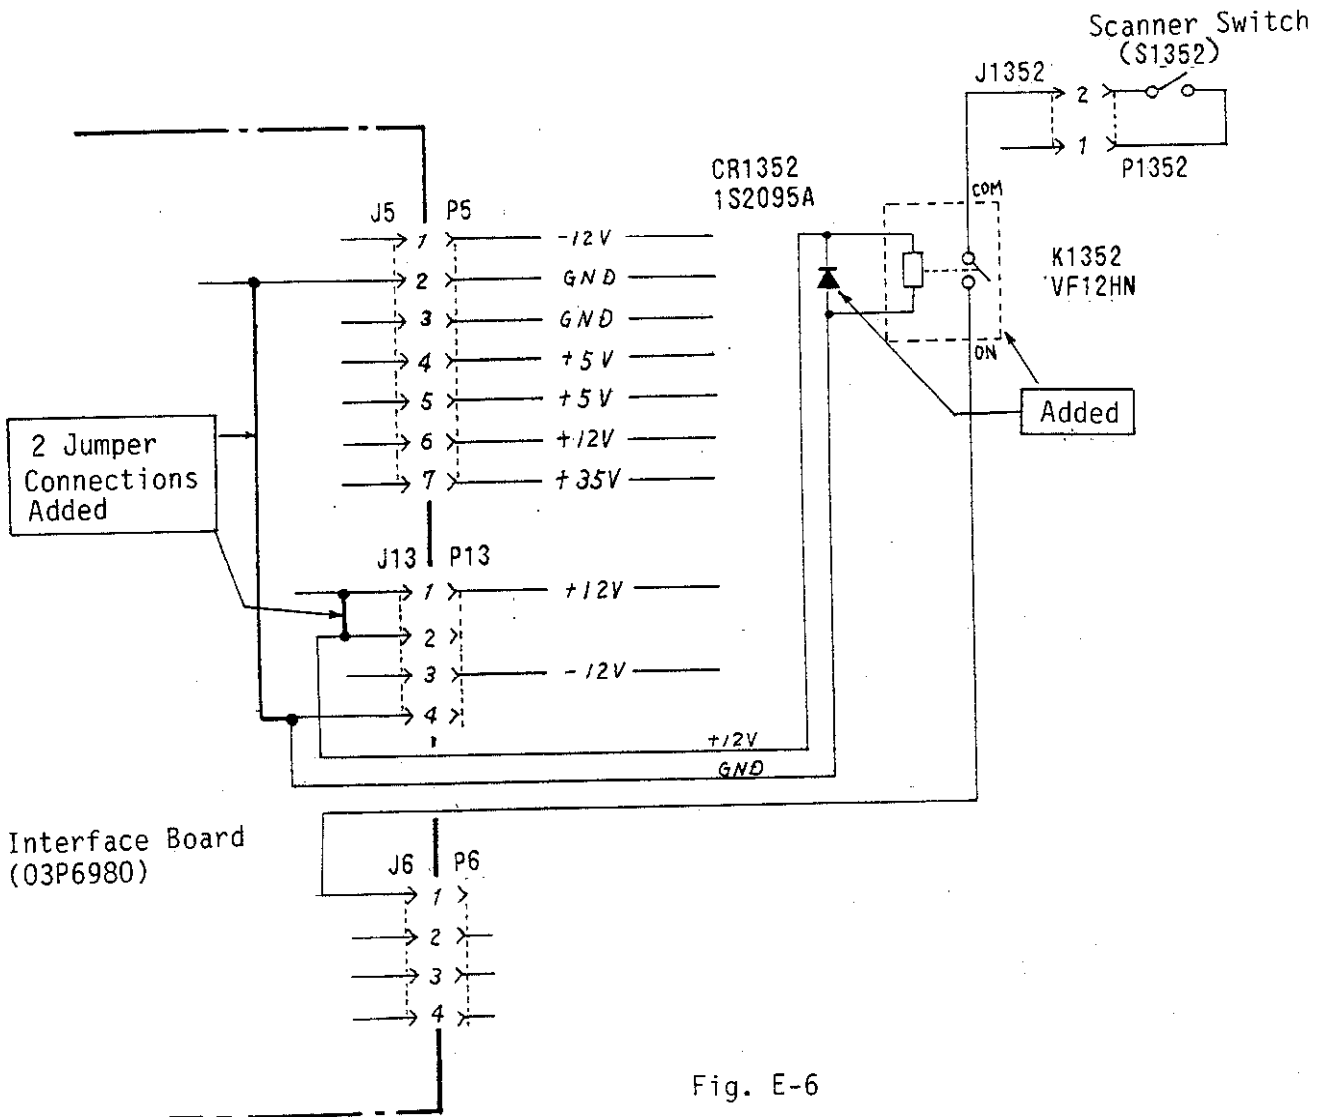 Scanner Switch
(S1352)
J1352
2
1
P1352
CR1352
1S2095A
COM
K1352
VF12HN
ON
Added
J5 P5
1 -12V
2 GND
3 GND
4 +5V
5 +5V
6 +12V
7 +35V
2 Jumper
Connections
Added
J13 P13
1 +12V
2
3 -12V
4
+12V
GND
Interface Board
(03P6980)
J6 P6
1
2
3
4
Fig. E-6